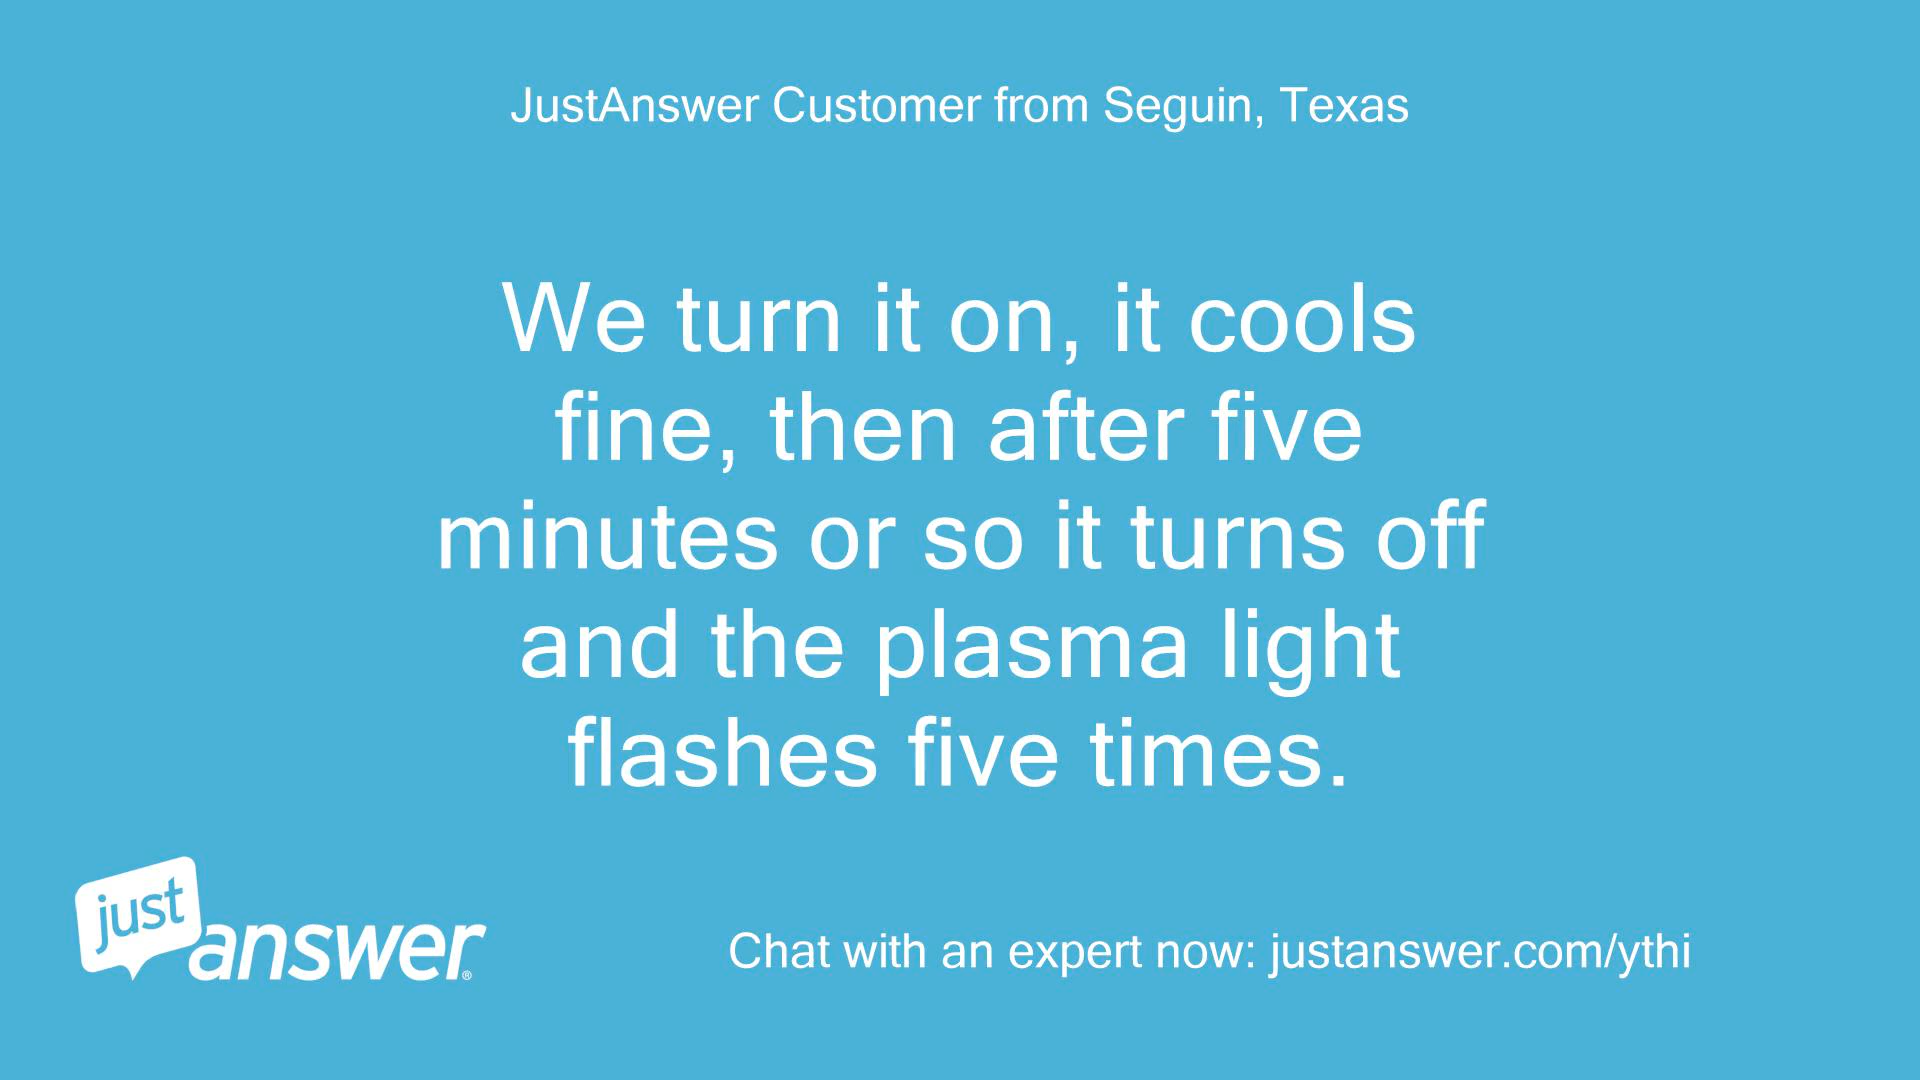 JustAnswer Customer from Seguin, Texas
We turn it on, it cools
fine, then after five
minutes or so it turns off
and the plasma light
flashes five times.
just
answer®
Chat with an expert now: justanswer.com/ythi